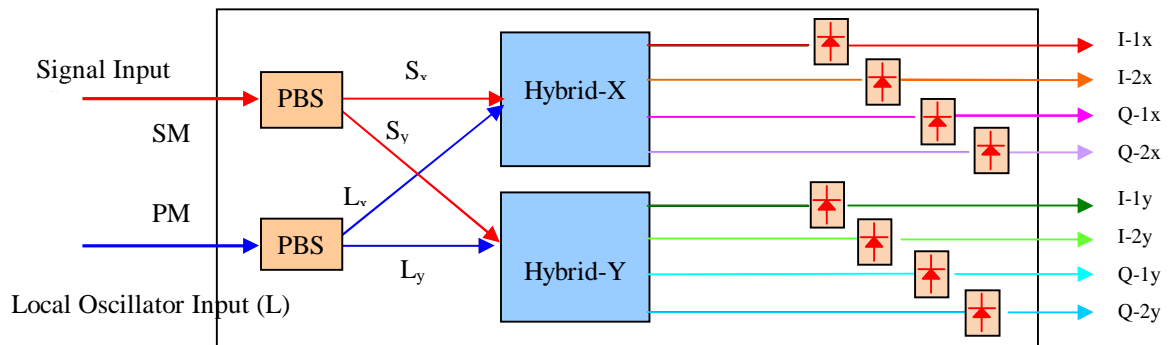 Signal Input
SM
PM
Local Oscillator Input (L)
PBS
PBS
Sx
Sy
Lx
Ly
Hybrid-X
Hybrid-Y
I-1x
I-2x
Q-1x
Q-2x
I-1y
I-2y
Q-1y
Q-2y